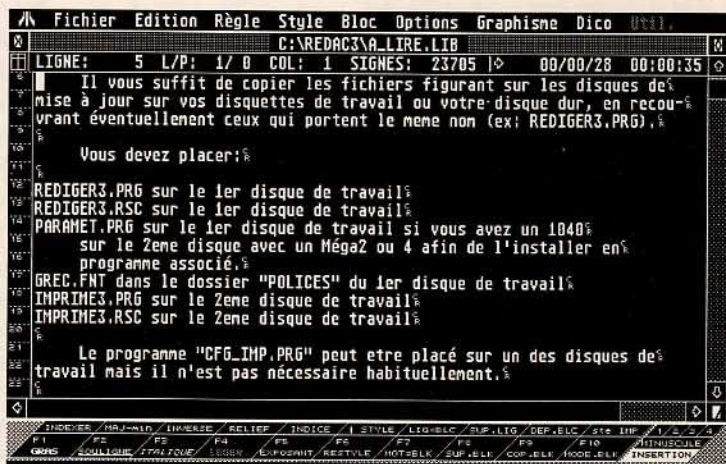 Fichier Edition Règle Style Bloc Options Graphisme Dico Util.
C:\REDAC3\A_LIRE.LIB
LIGNE: 5 L/P: 1/ 0 COL: 1 SIGNES: 23705 00/00/28 00:00:35
Il vous suffit de copier les fichiers figurant sur les disques de
mise à jour sur vos disquettes de travail ou votre disque dur, en recou-
vrant éventuellement ceux qui portent le meme nom (ex: REDIGER3.PRG).
Vous devez placer:
REDIGER3.PRG sur le 1er disque de travail
REDIGER3.RSC sur le 1er disque de travail
PARAMET.PRG sur le 1er disque de travail si vous avez un 1040
sur le 2eme disque avec un Méga2 ou 4 afin de l'installer en
programme associé.
GREC.FNT dans le dossier "POLICES" du 1er disque de travail
IMPRIME3.PRG sur le 2eme disque de travail
IMPRIME3.RSC sur le 2eme disque de travail
Le programme "CFG_IMP.PRG" peut etre placé sur un des disques de
travail mais il n'est pas nécessaire habituellement.
INDEXER MAJ-min INVERSE RELIEF INDICE STYLE LIG=BLC SUP.LIG DEF.BLC ste IMP 1/2/3/4
F1 F2 F3 F4 F5 F6 F7 F8 F9 F10 MINUSCULE
GRAS SOULIGNE ITALIQUE LEGER EXPOSANT RESTYLE MOT=BLK SUP.BLK COP.BLK MODE.BLK INSERTION